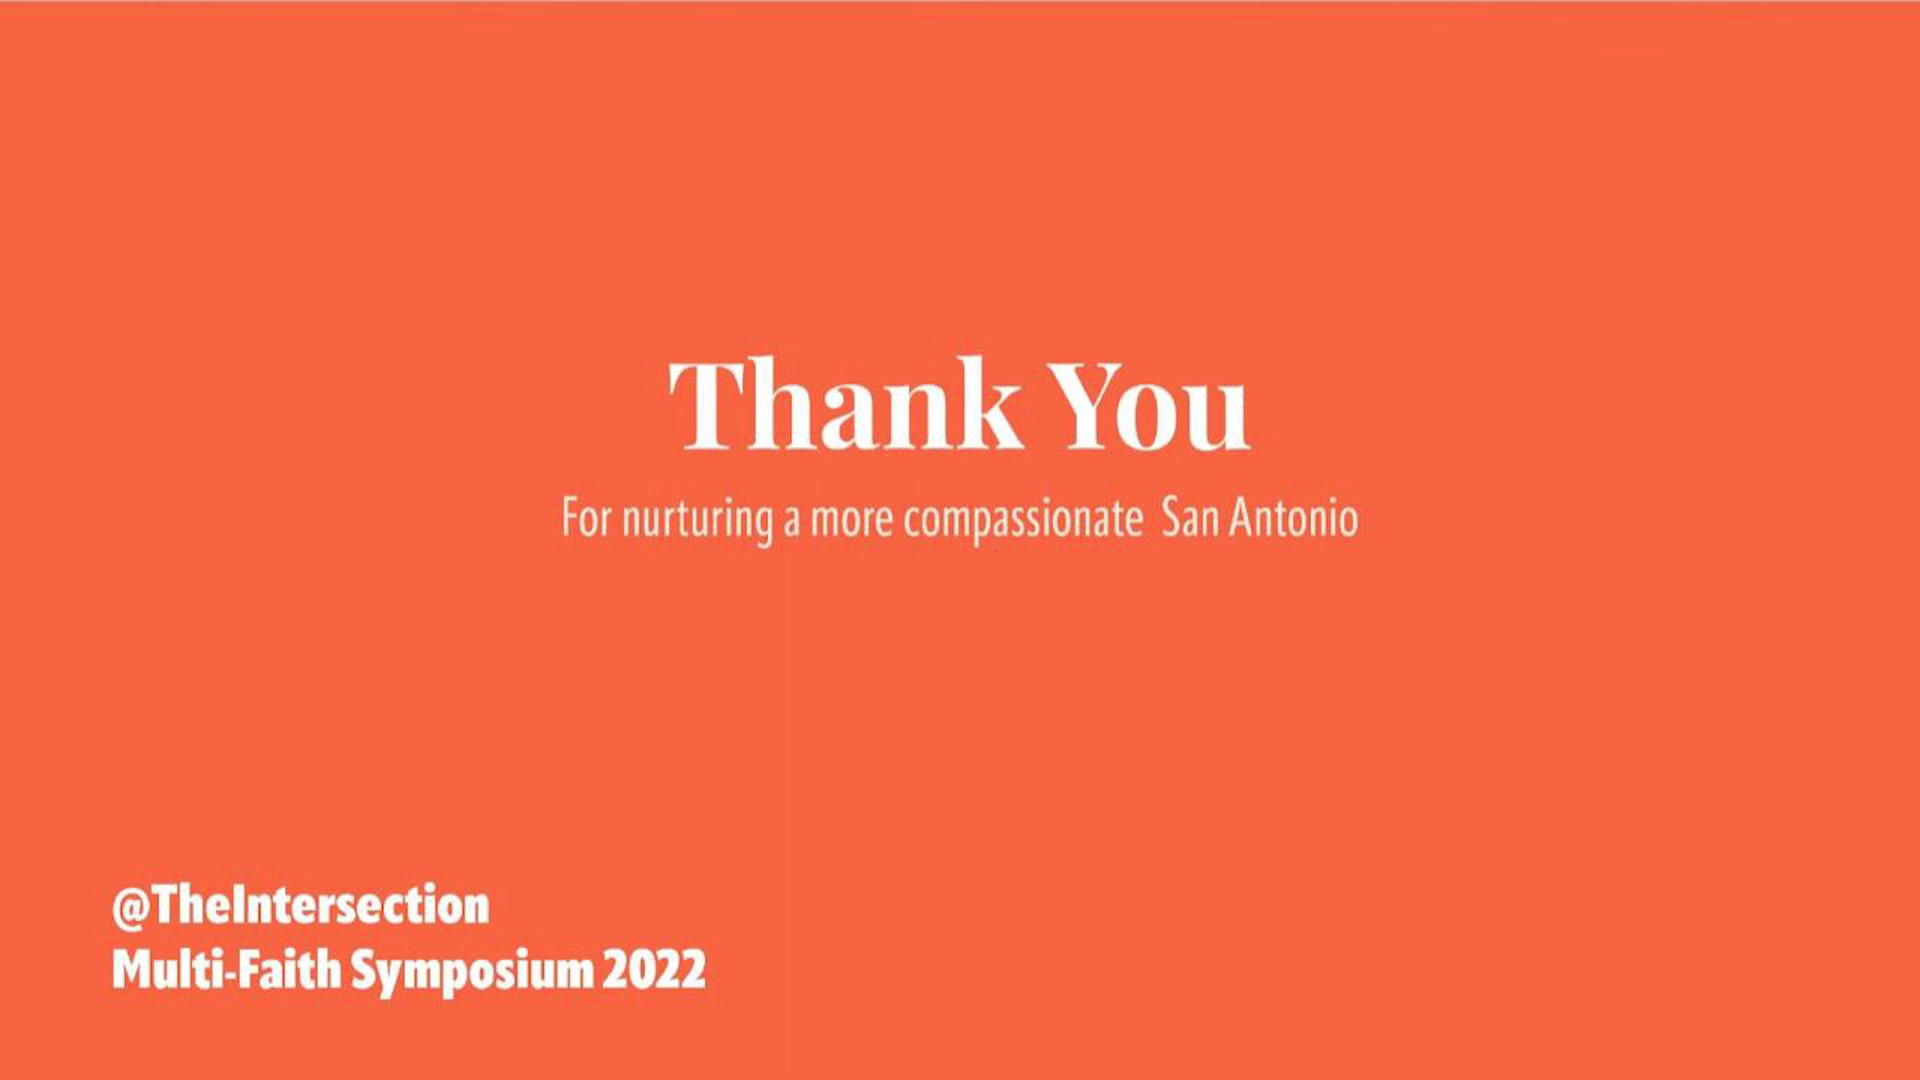 Thank You
For nurturing a more compassionate  San Antonio
@TheIntersection
Multi-Faith Symposium 2022